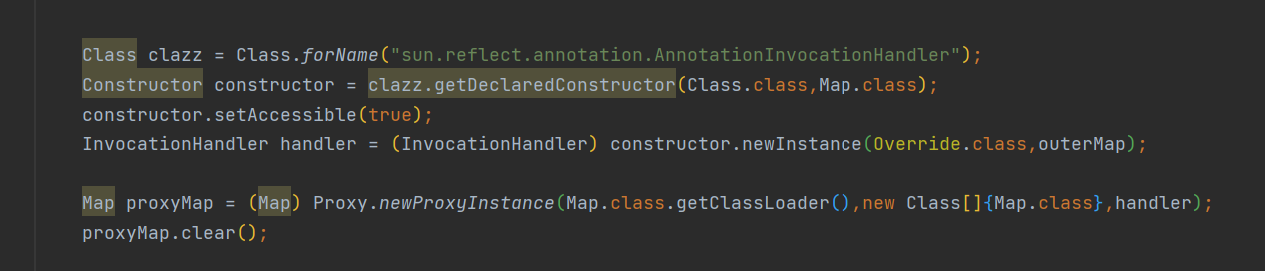 Class clazz = Class.forName("sun.reflect.annotation.AnnotationInvocationHandler");
Constructor constructor = clazz.getDeclaredConstructor(Class.class,Map.class);
constructor.setAccessible(true);
InvocationHandler handler = (InvocationHandler) constructor.newInstance(Override.class,outerMap);
Map proxyMap = (Map) Proxy.newProxyInstance(Map.class.getClassLoader(),new Class[]{Map.class},handler);
proxyMap.clear();